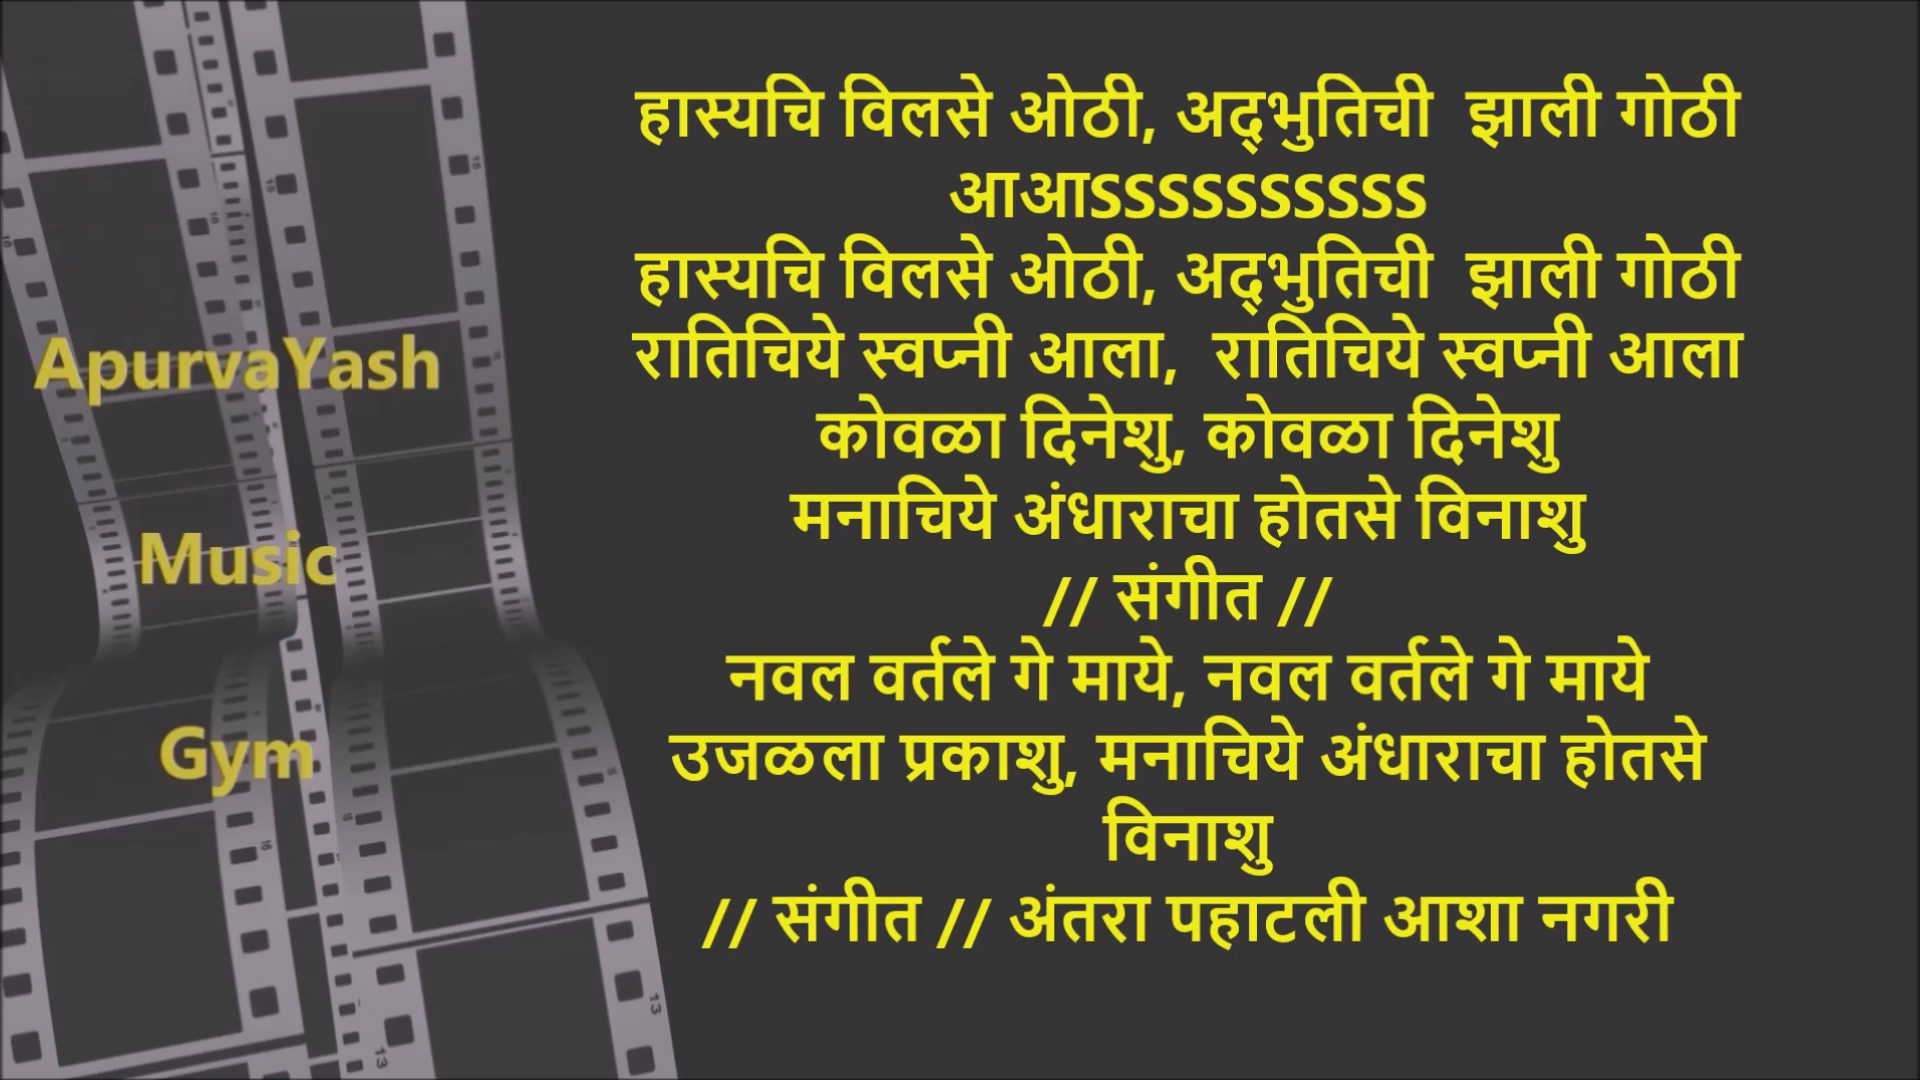 हास्यचि विलसे ओठी, अद्‌भुतिची  झाली गोठी
आआSSSSSSSSSS
हास्यचि विलसे ओठी, अद्‌भुतिची  झाली गोठी
रातिचिये स्वप्नी आला,  रातिचिये स्वप्नी आला
कोवळा दिनेशु, कोवळा दिनेशु
मनाचिये अंधाराचा होतसे विनाशु
// संगीत //
नवल वर्तले गे माये, नवल वर्तले गे माये
उजळला प्रकाशु, मनाचिये अंधाराचा होतसे
विनाशु
// संगीत // अंतरा पहाटली आशा नगरी
ApurvaYash
Music
Gym